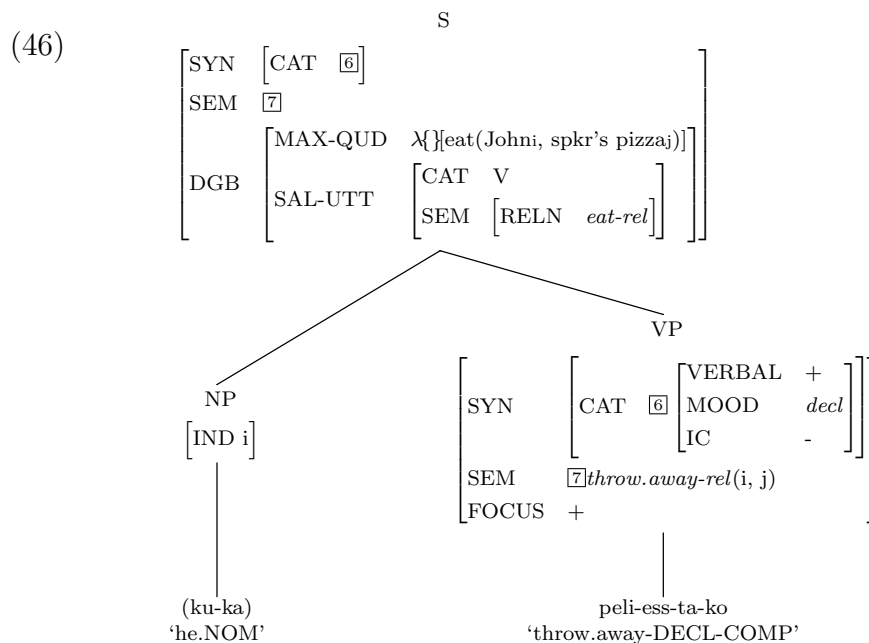 (46)
S
SYN [CAT 6]
SEM 7
DGB
MAX-QUD λ{}[eat(Johni, spkr's pizzaj)]
SAL-UTT
CAT V
SEM [RELN eat-rel]
NP
[IND i]
(ku-ka)
‘he.NOM’
VP
SYN
CAT 6
VERBAL +
MOOD decl
IC -
SEM 7throw.away-rel(i, j)
FOCUS +
peli-ess-ta-ko
‘throw.away-DECL-COMP’